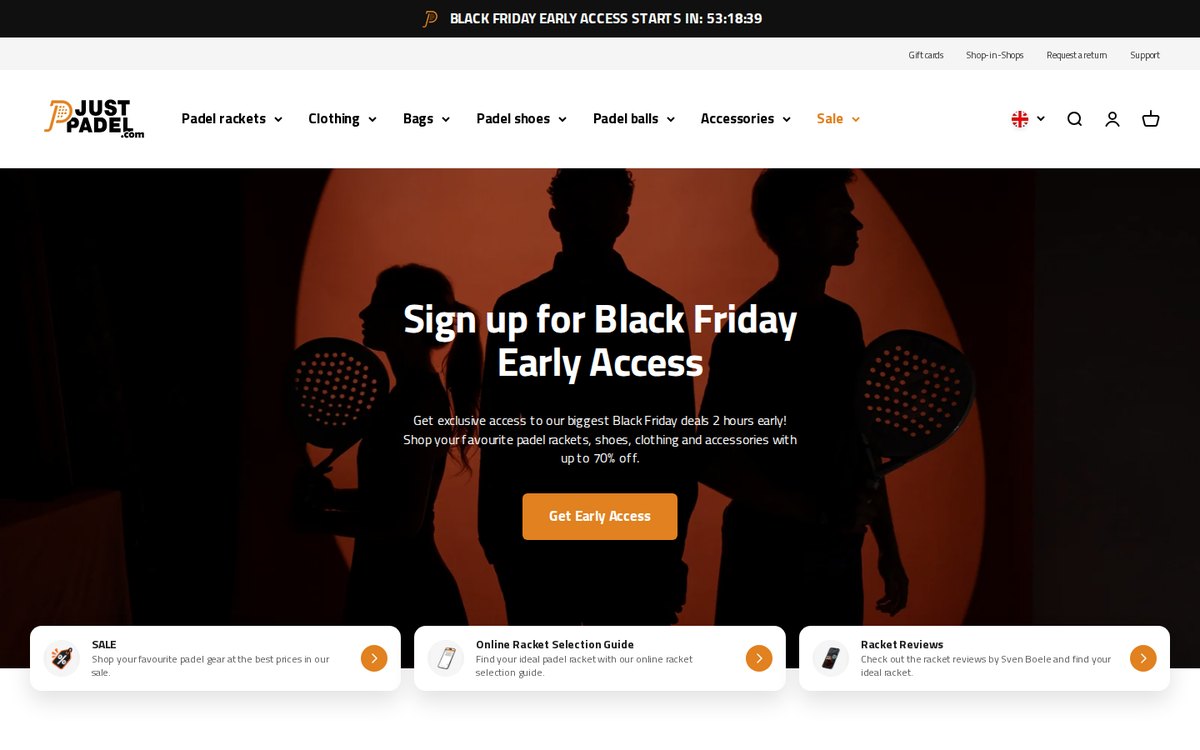 BLACK FRIDAY EARLY ACCESS STARTS IN: 53:18:39
Gift cards Shop-in-Shops Request a return Support
JUST
PADEL
.com
Padel rackets Clothing Bags Padel shoes Padel balls Accessories Sale
Sign up for Black Friday
Early Access
Get exclusive access to our biggest Black Friday deals 2 hours early!
Shop your favourite padel rackets, shoes, clothing and accessories with
up to 70% off.
Get Early Access
SALE
Shop your favourite padel gear at the best prices in our
sale.
Online Racket Selection Guide
Find your ideal padel racket with our online racket
selection guide.
Racket Reviews
Check out the racket reviews by Sven Boele and find your
ideal racket.